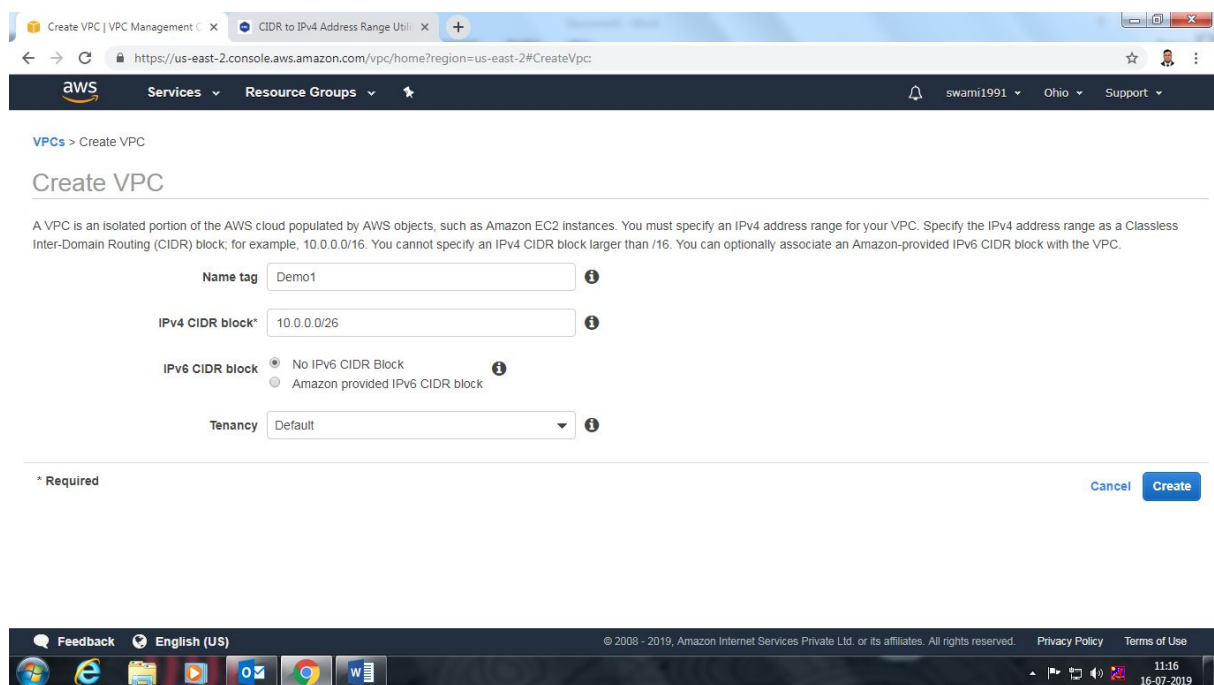 Create VPC | VPC Management C
CIDR to IPv4 Address Range Utili
https://us-east-2.console.aws.amazon.com/vpc/home?region=us-east-2#CreateVpc:
aws Services Resource Groups swami1991 Ohio Support
VPCs > Create VPC
Create VPC
A VPC is an isolated portion of the AWS cloud populated by AWS objects, such as Amazon EC2 instances. You must specify an IPv4 address range for your VPC. Specify the IPv4 address range as a Classless
Inter-Domain Routing (CIDR) block; for example, 10.0.0.0/16. You cannot specify an IPv4 CIDR block larger than /16. You can optionally associate an Amazon-provided IPv6 CIDR block with the VPC.
Name tag Demo1
IPv4 CIDR block* 10.0.0.0/26
IPv6 CIDR block No IPv6 CIDR Block
Amazon provided IPv6 CIDR block
Tenancy Default
* Required
Cancel Create
Feedback English (US) © 2008 - 2019, Amazon Internet Services Private Ltd. or its affiliates. All rights reserved. Privacy Policy Terms of Use
11:16
16-07-2019